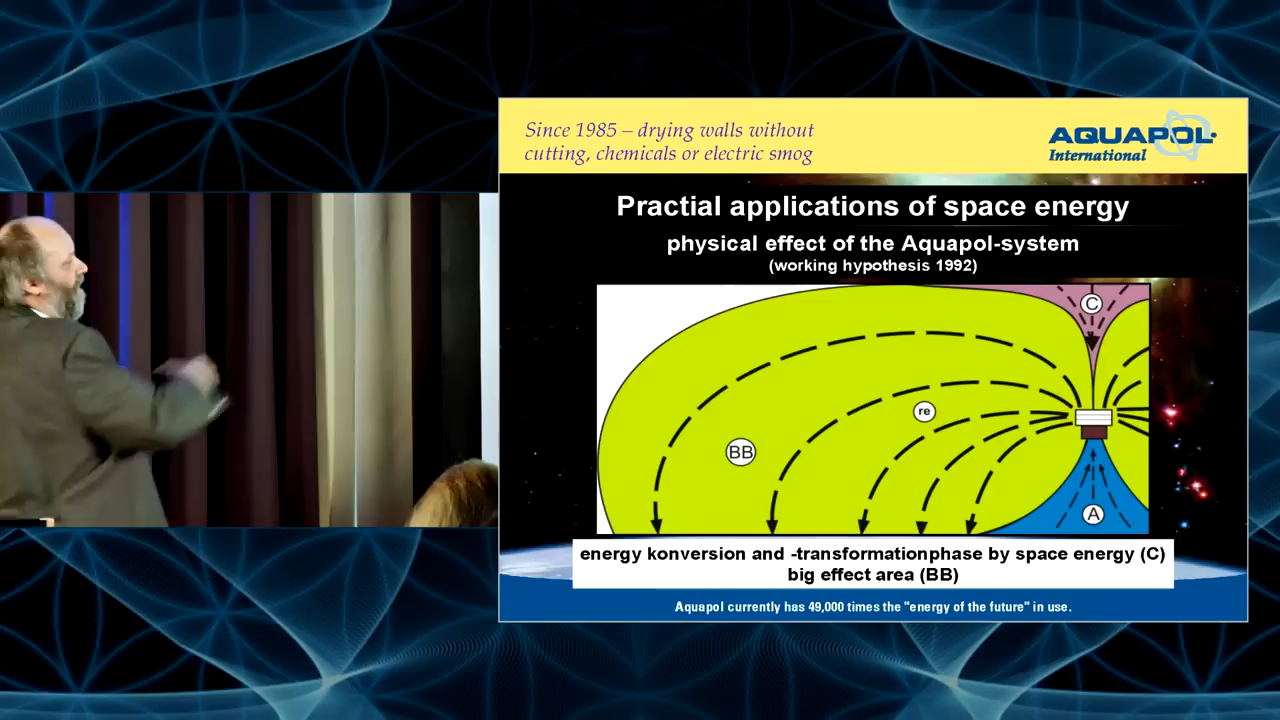 Since 1985 – drying walls without
cutting, chemicals or electric smog
AQUAPOL
International
Practial applications of space energy
physical effect of the Aquapol-system
(working hypothesis 1992)
C
re
BB
A
energy konversion and -transformationphase by space energy (C)
big effect area (BB)
Aquapol currently has 49,000 times the "energy of the future" in use.